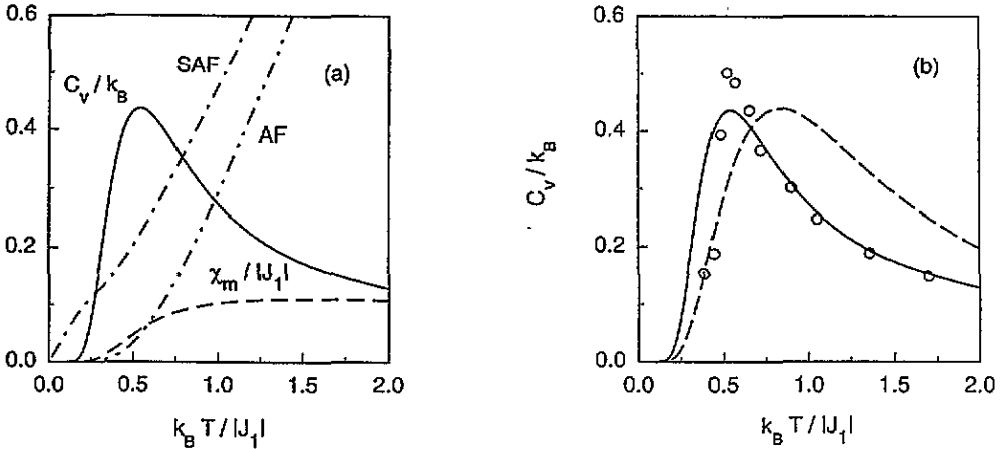 0.6
0.4
0.2
0.0
0.0 0.5 1.0 1.5 2.0
(a)
SAF
AF
C_v / k_B
χ_m / |J_1|
k_B T / |J_1|
0.6
0.4
0.2
0.0
0.0 0.5 1.0 1.5 2.0
(b)
C_v / k_B
k_B T / |J_1|